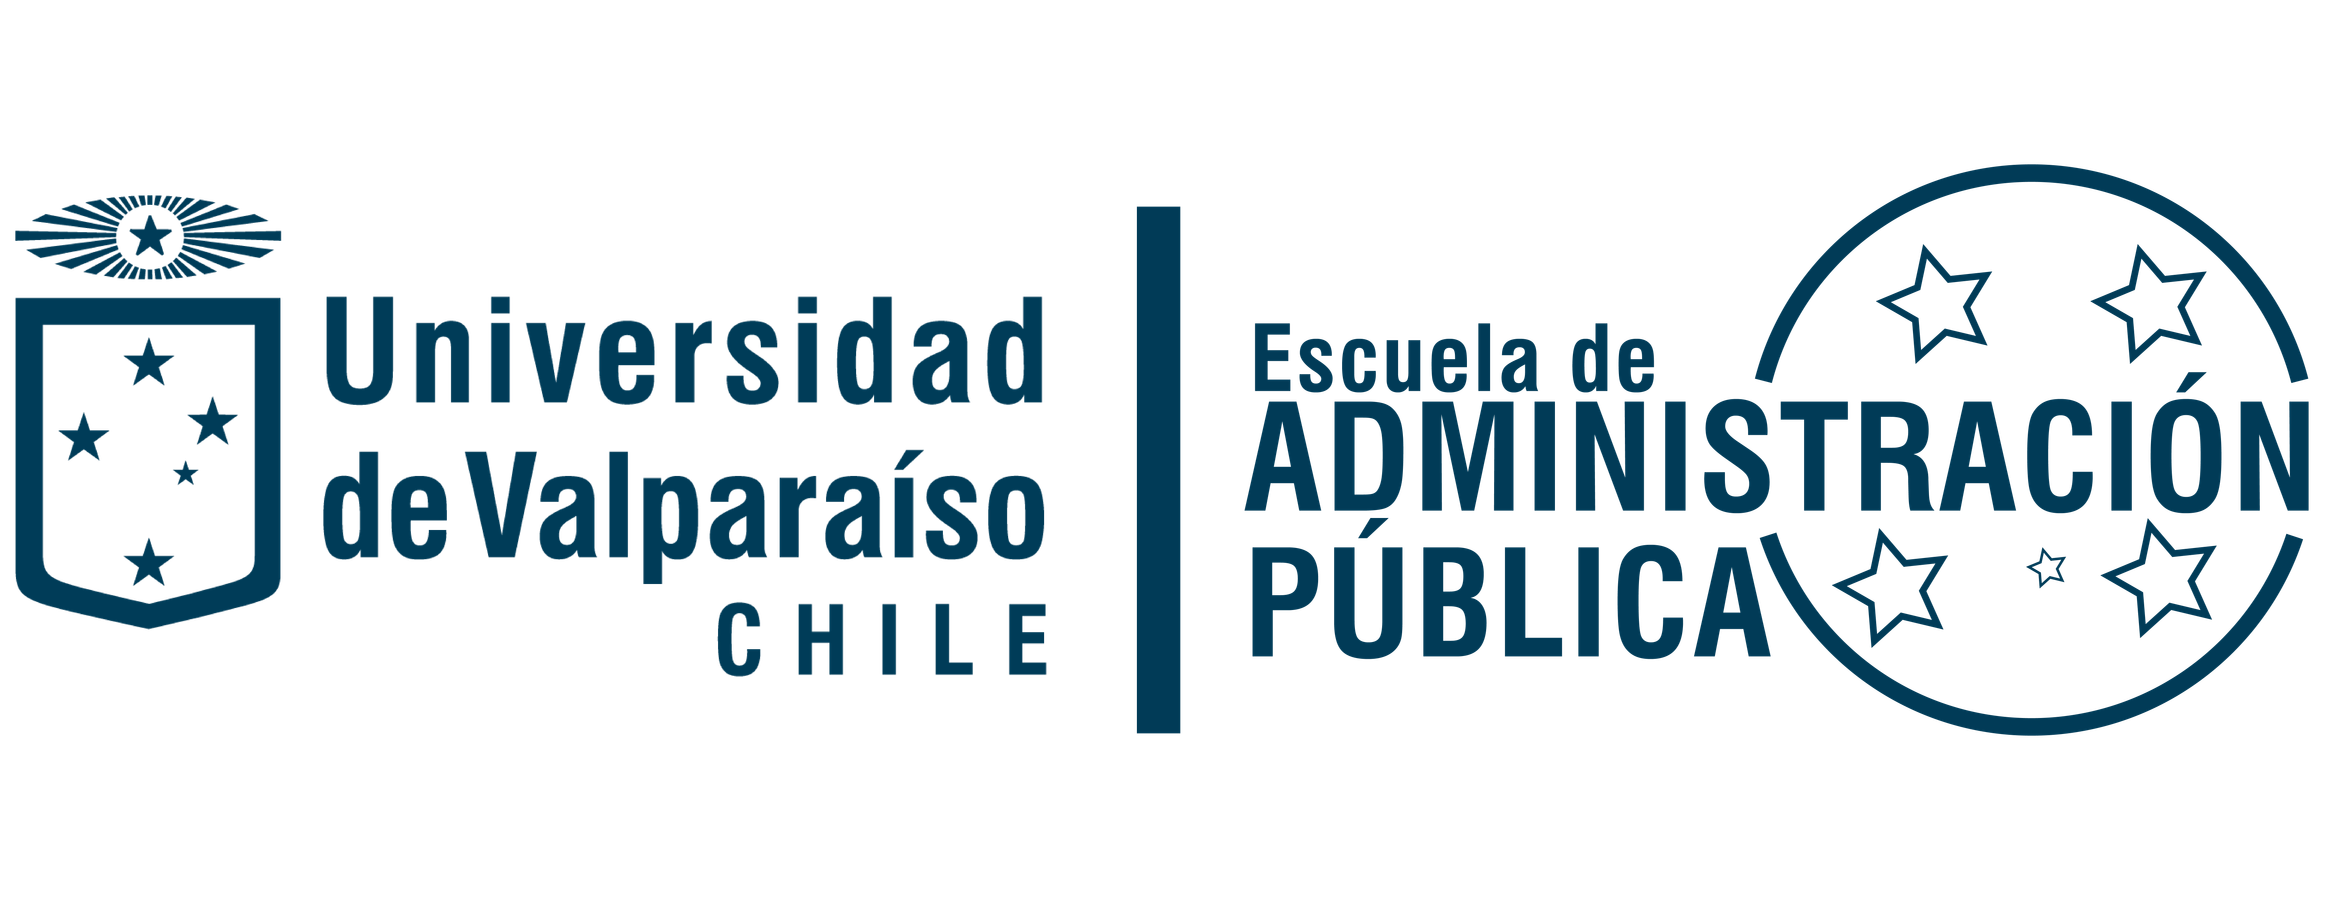 Universidad
de Valparaíso
CHILE
Escuela de
ADMINISTRACIÓN
PÚBLICA